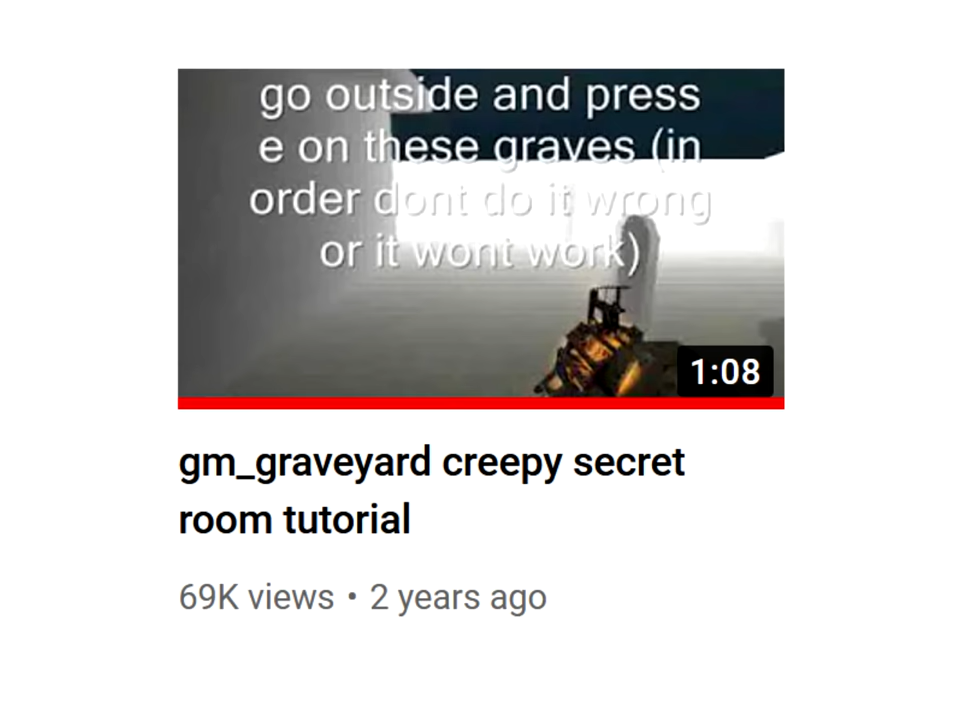 go outside and press
e on these graves (in
order dont do it wrong
or it wont work)
1:08
gm_graveyard creepy secret
room tutorial
69K views • 2 years ago